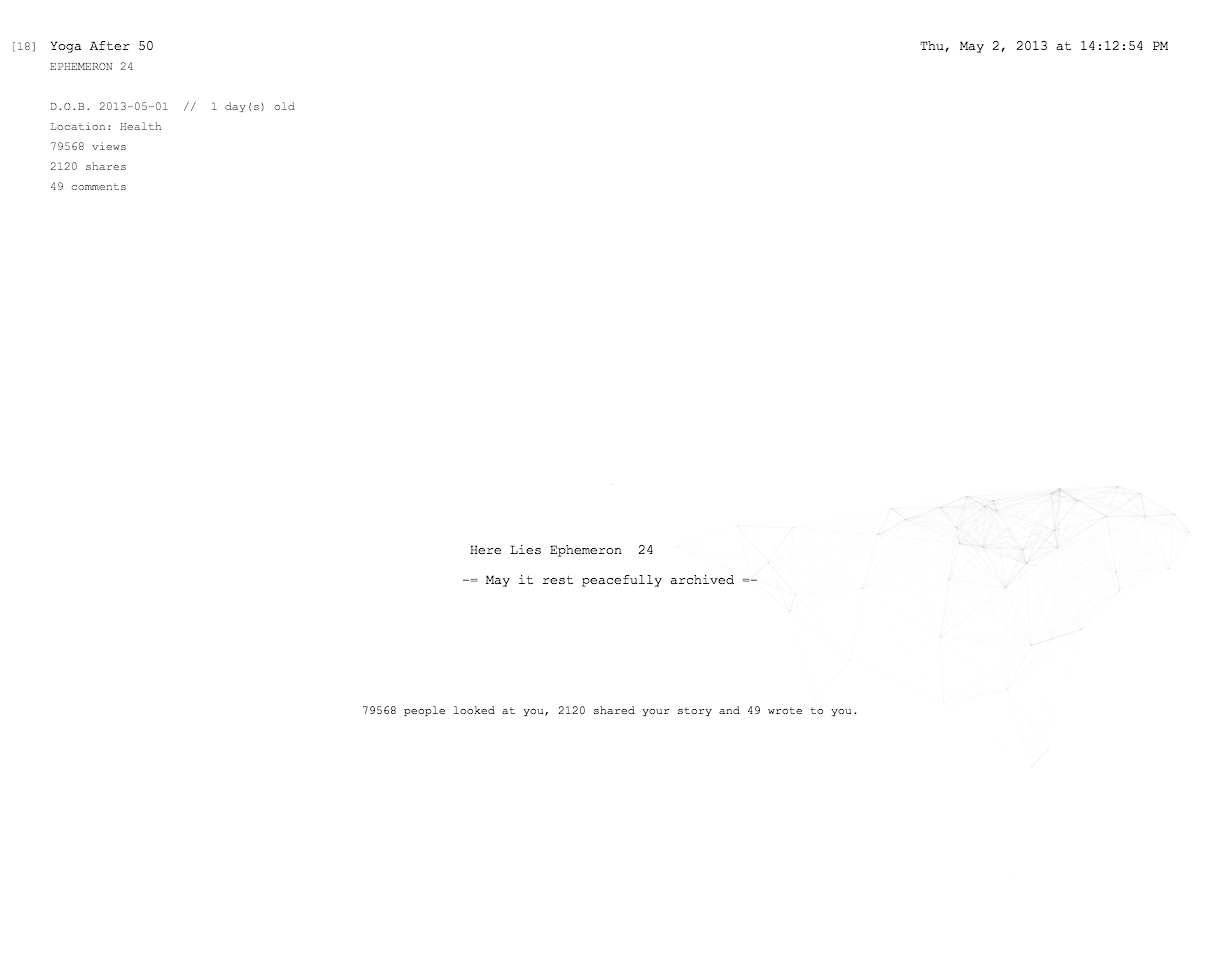 [18] Yoga After 50
Thu, May 2, 2013 at 14:12:54 PM
EPHEMERON 24
D.O.B. 2013-05-01 // 1 day(s) old
Location: Health
79568 views
2120 shares
49 comments
Here Lies Ephemeron 24
-= May it rest peacefully archived =-
79568 people looked at you, 2120 shared your story and 49 wrote to you.